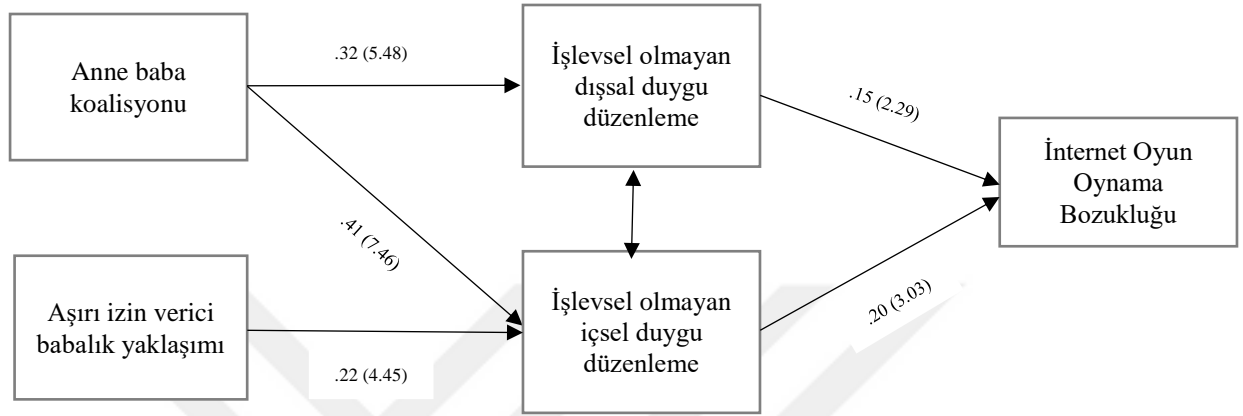 Anne baba
koalisyonu
.32 (5.48)
İşlevsel olmayan
dışsal duygu
düzenleme
.15 (2.29)
İnternet Oyun
Oynama
Bozukluğu
.41 (7.46)
Aşırı izin verici
babalık yaklaşımı
.22 (4.45)
İşlevsel olmayan
içsel duygu
düzenleme
.20 (3.03)